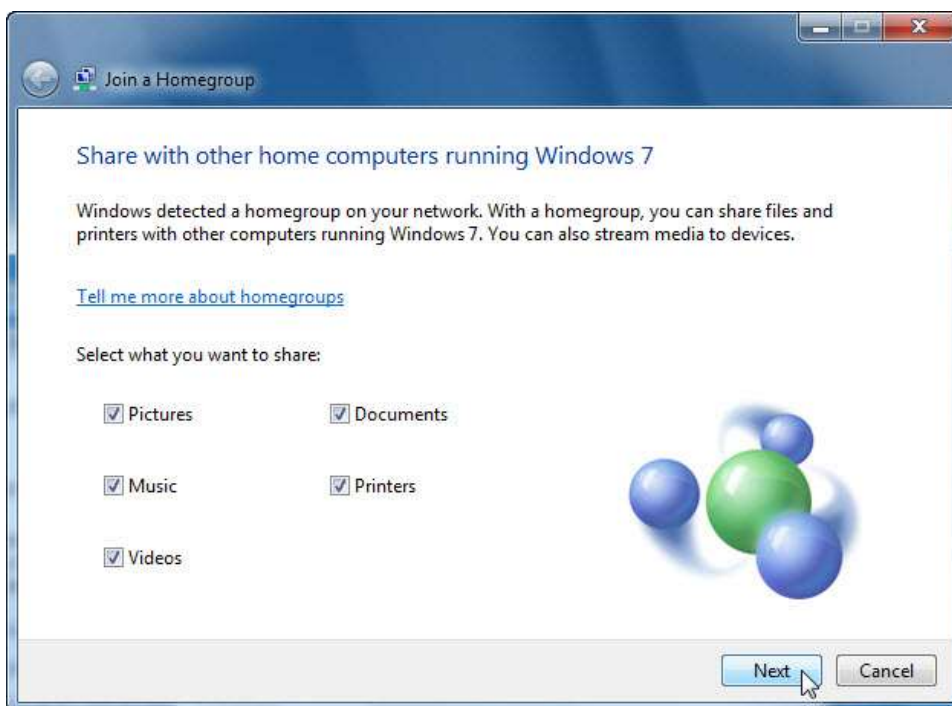 Join a Homegroup
Share with other home computers running Windows 7
Windows detected a homegroup on your network. With a homegroup, you can share files and
printers with other computers running Windows 7. You can also stream media to devices.
Tell me more about homegroups
Select what you want to share:
Pictures
Documents
Music
Printers
Videos
Next
Cancel